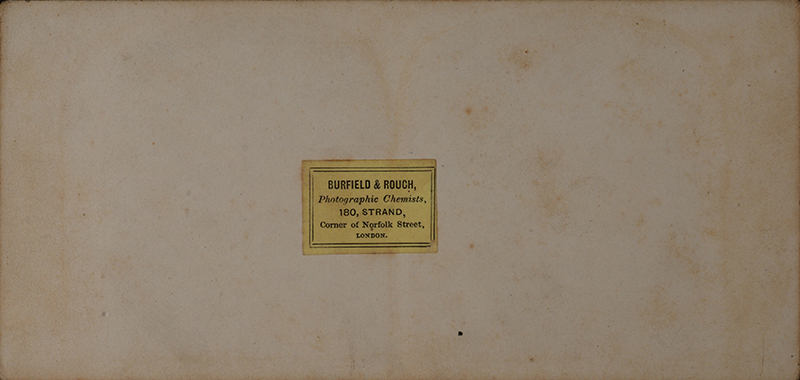 BURFIELD & ROUCH,
Photographic Chemists,
180, STRAND,
Corner of Norfolk Street,
LONDON.